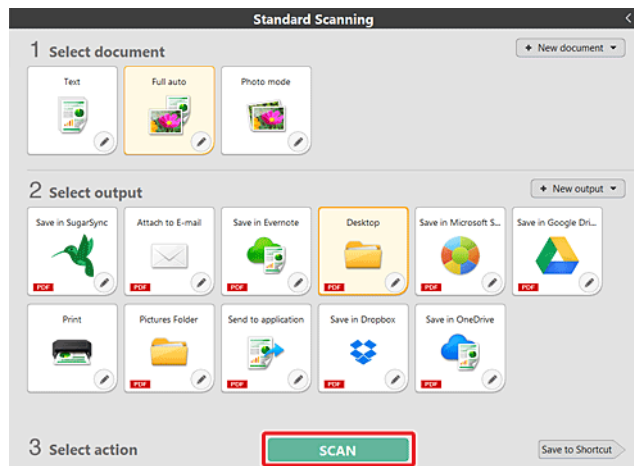 Standard Scanning
1 Select document
+ New document
Text
Full auto
Photo mode
2 Select output
+ New output
Save in SugarSync
Attach to E-mail
Save in Evernote
Desktop
Save in Microsoft S...
Save in Google Dri...
PDF
PDF
PDF
PDF
PDF
PDF
Print
Pictures Folder
Send to application
Save in Dropbox
Save in OneDrive
PDF
PDF
PDF
PDF
3 Select action
SCAN
Save to Shortcut